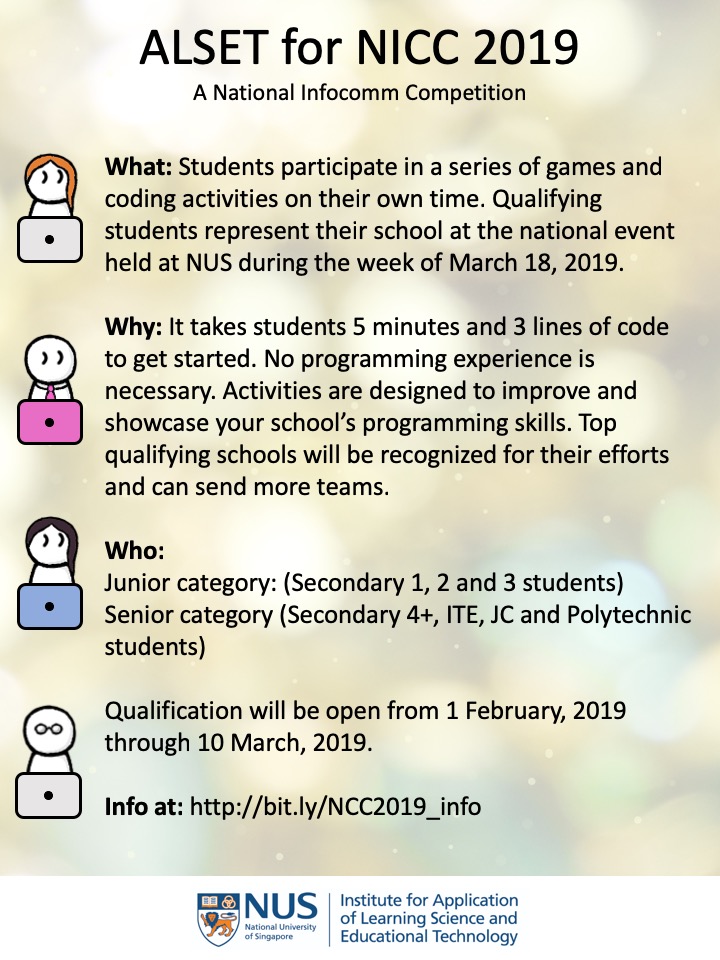 ALSET for NICC 2019
A National Infocomm Competition
What: Students participate in a series of games and
coding activities on their own time. Qualifying
students represent their school at the national event
held at NUS during the week of March 18, 2019.
Why: It takes students 5 minutes and 3 lines of code
to get started. No programming experience is
necessary. Activities are designed to improve and
showcase your school's programming skills. Top
qualifying schools will be recognized for their efforts
and can send more teams.
Who:
Junior category: (Secondary 1, 2 and 3 students)
Senior category (Secondary 4+, ITE, JC and Polytechnic
students)
Qualification will be open from 1 February, 2019
through 10 March, 2019.
Info at: http://bit.ly/NCC2019_info
NUS
National University
of Singapore
Institute for Application
of Learning Science and
Educational Technology